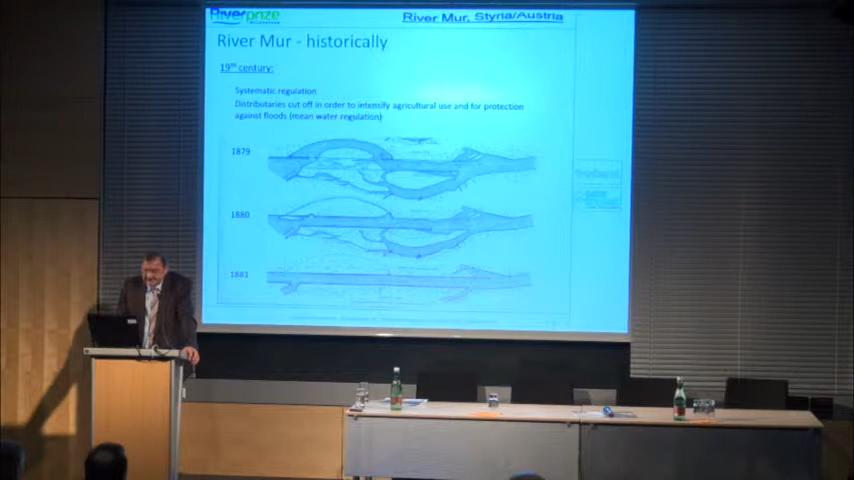 Riverprize
River Mur, Styria/Austria
River Mur - historically
19th century:
Systematic regulation
Distributaries cut off in order to intensify agricultural use and for protection
against floods (mean water regulation)
1879
1880
1881